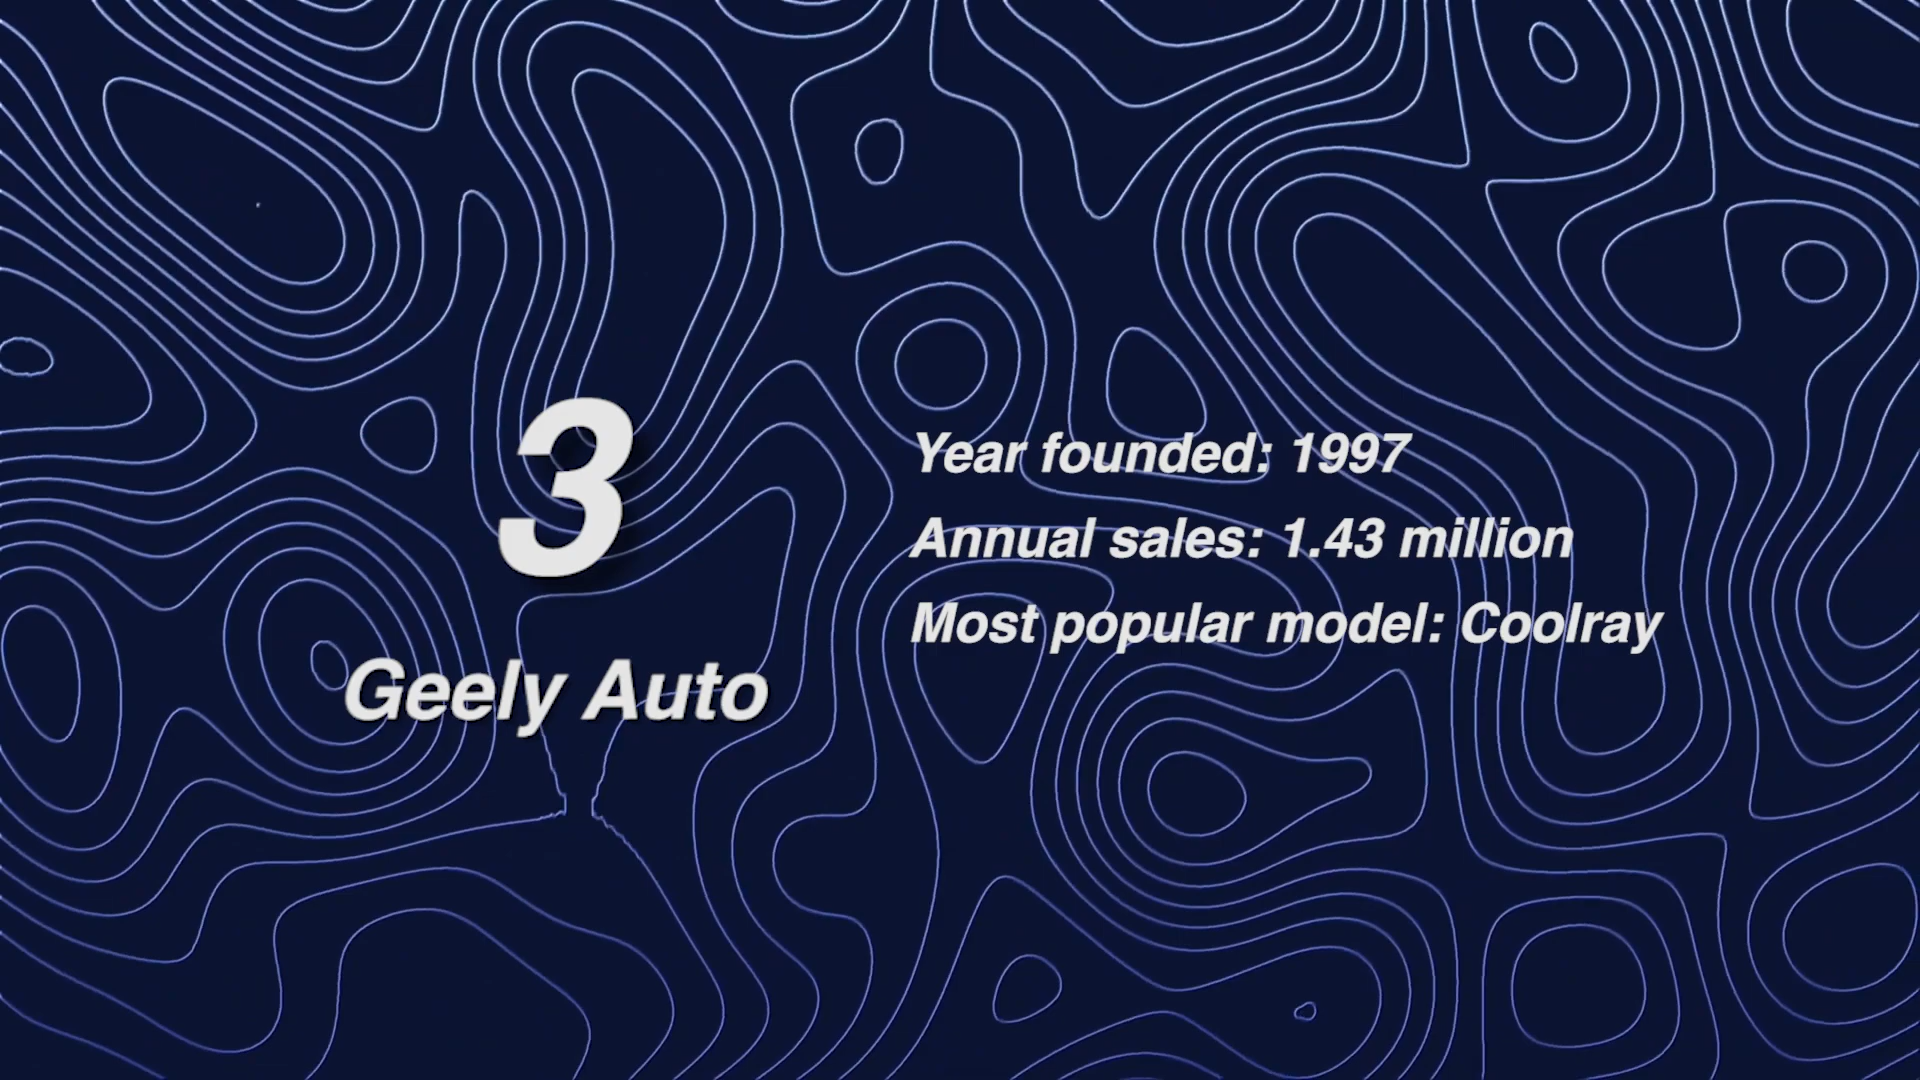 3
Geely Auto
Year founded: 1997
Annual sales: 1.43 million
Most popular model: Coolray